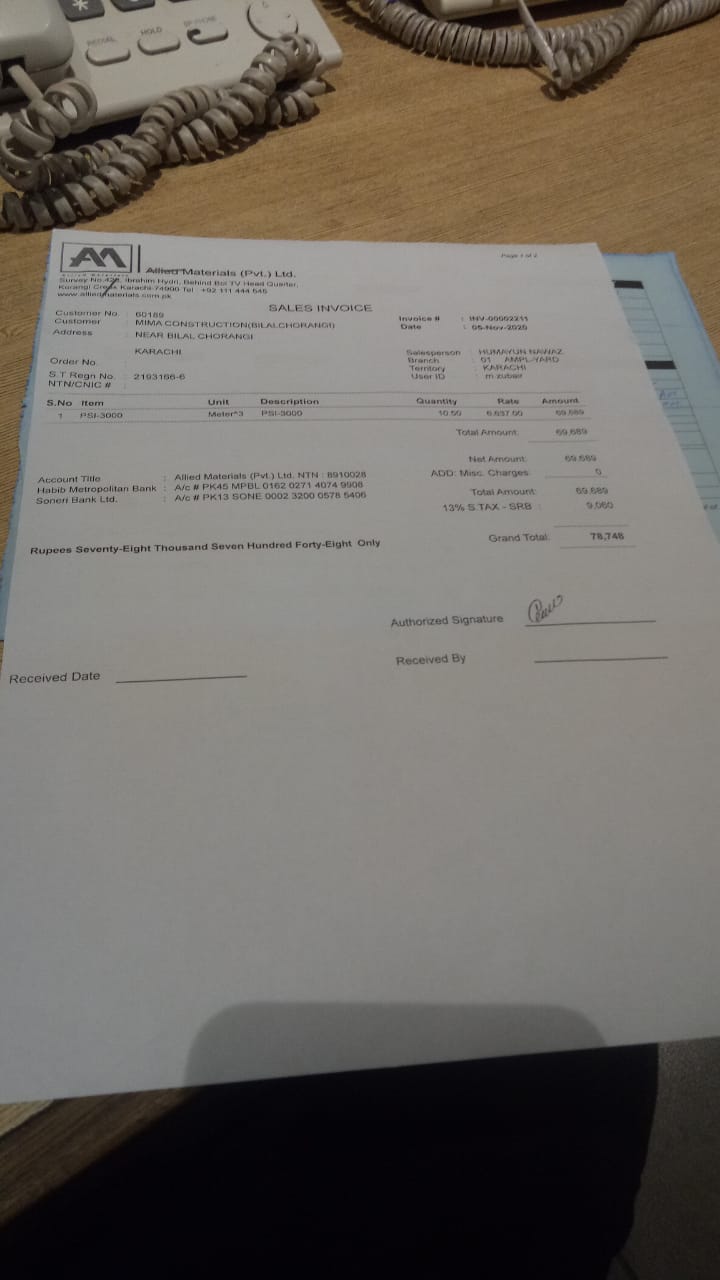 REDIAL HOLD SP-PHONE
AM
Allied Materials
Allied Materials (Pvt.) Ltd.
Page 1 of 2
Survey No.428, Ibrahim Hydri, Behind Bol TV Head Quarter,
Korangi Creek Karachi-74900 Tel : +92 111 444 545
www.alliedmaterials.com.pk
SALES INVOICE
Customer No. : 60189
Customer : MIMA CONSTRUCTION(BILALCHORANGI)
Address : NEAR BILAL CHORANGI
KARACHI
Order No.
S.T Regn No. : 2193166-6
NTN/CNIC # :
Invoice # : INV-00002211
Date : 05-Nov-2020
Salesperson : HUMAYUN NAWAZ
Branch : 01 AMPL-YARD
Territory : KARACHI
User ID : m.zubair
S.No Item Unit Description Quantity Rate Amount
1 PSI-3000 Meter^3 PSI-3000 10.50 6,637.00 69,689
Total Amount: 69,689
Net Amount: 69,689
ADD: Misc. Charges: 0
Total Amount: 69,689
13% S.TAX - SRB : 9,060
Grand Total: 78,748
Account Title : Allied Materials (Pvt.) Ltd. NTN : 8910028
Habib Metropolitan Bank : A/c # PK45 MPBL 0162 0271 4074 9908
Soneri Bank Ltd. : A/c # PK13 SONE 0002 3200 0578 5406
Rupees Seventy-Eight Thousand Seven Hundred Forty-Eight Only
Authorized Signature
Received By
Received Date